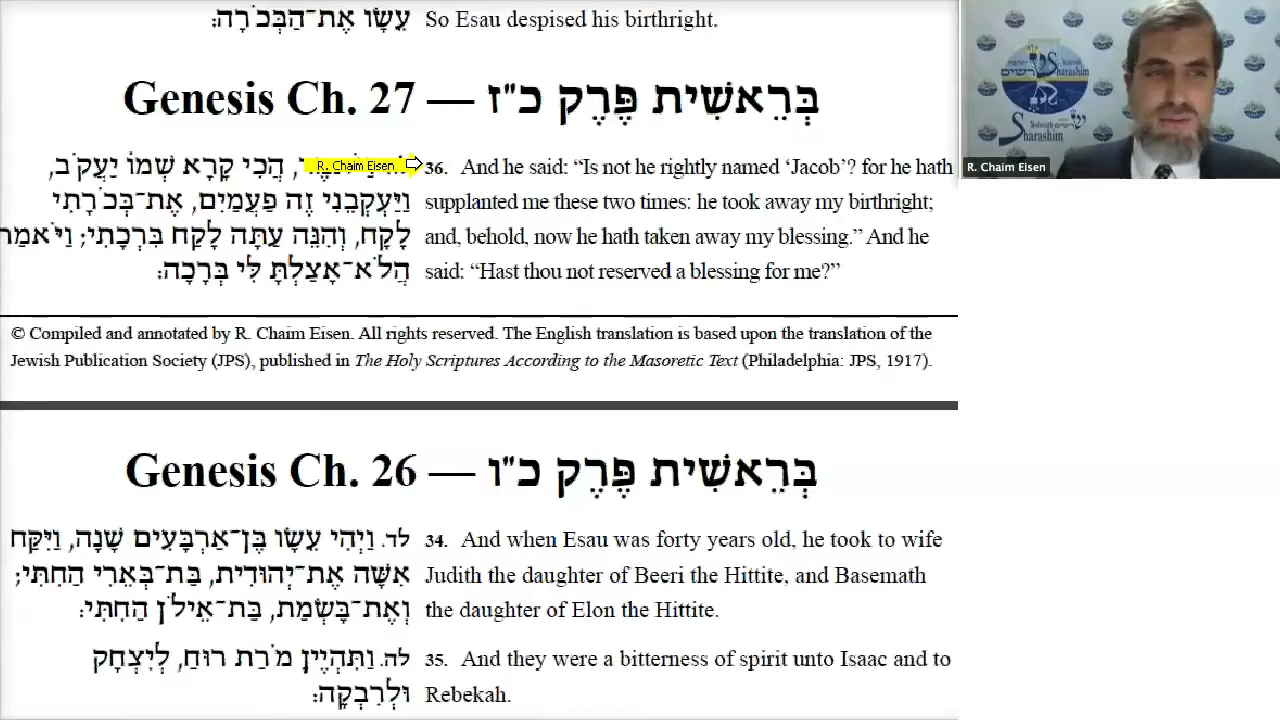 עֵשָׂו אֶת־הַבְּכֹרָה:
So Esau despised his birthright.
Genesis Ch. 27 — בְּרֵאשִׁית פֶּרֶק כ"ז
הֲכִי קָרָא שְׁמוֹ יַעֲקֹב,
וַיַּעְקְבֵנִי זֶה פַעֲמַיִם, אֶת־בְּכֹרָתִי
לָקָח, וְהִנֵּה עַתָּה לָקַח בִּרְכָתִי; וַיֹּאמַר
הֲלֹא־אָצַלְתָּ לִּי בְּרָכָה:
R. Chaim Eisen
36. And he said: “Is not he rightly named ‘Jacob’? for he hath
supplanted me these two times: he took away my birthright;
and, behold, now he hath taken away my blessing.” And he
said: “Hast thou not reserved a blessing for me?”
© Compiled and annotated by R. Chaim Eisen. All rights reserved. The English translation is based upon the translation of the
Jewish Publication Society (JPS), published in The Holy Scriptures According to the Masoretic Text (Philadelphia: JPS, 1917).
Genesis Ch. 26 — בְּרֵאשִׁית פֶּרֶק כ"ו
לד. וַיְהִי עֵשָׂו בֶּן־אַרְבָּעִים שָׁנָה, וַיִּקַּח
אִשָּׁה אֶת־יְהוּדִית, בַּת־בְּאֵרִי הַחִתִּי;
וְאֶת־בָּשְׂמַת, בַּת־אֵילֹן הַחִתִּי:
34. And when Esau was forty years old, he took to wife
Judith the daughter of Beeri the Hittite, and Basemath
the daughter of Elon the Hittite.
לה. וַתִּהְיֶיןָ מֹרַת רוּחַ, לְיִצְחָק
וּלְרִבְקָה:
35. And they were a bitterness of spirit unto Isaac and to
Rebekah.
שרשים
Sharashim
R. Chaim Eisen